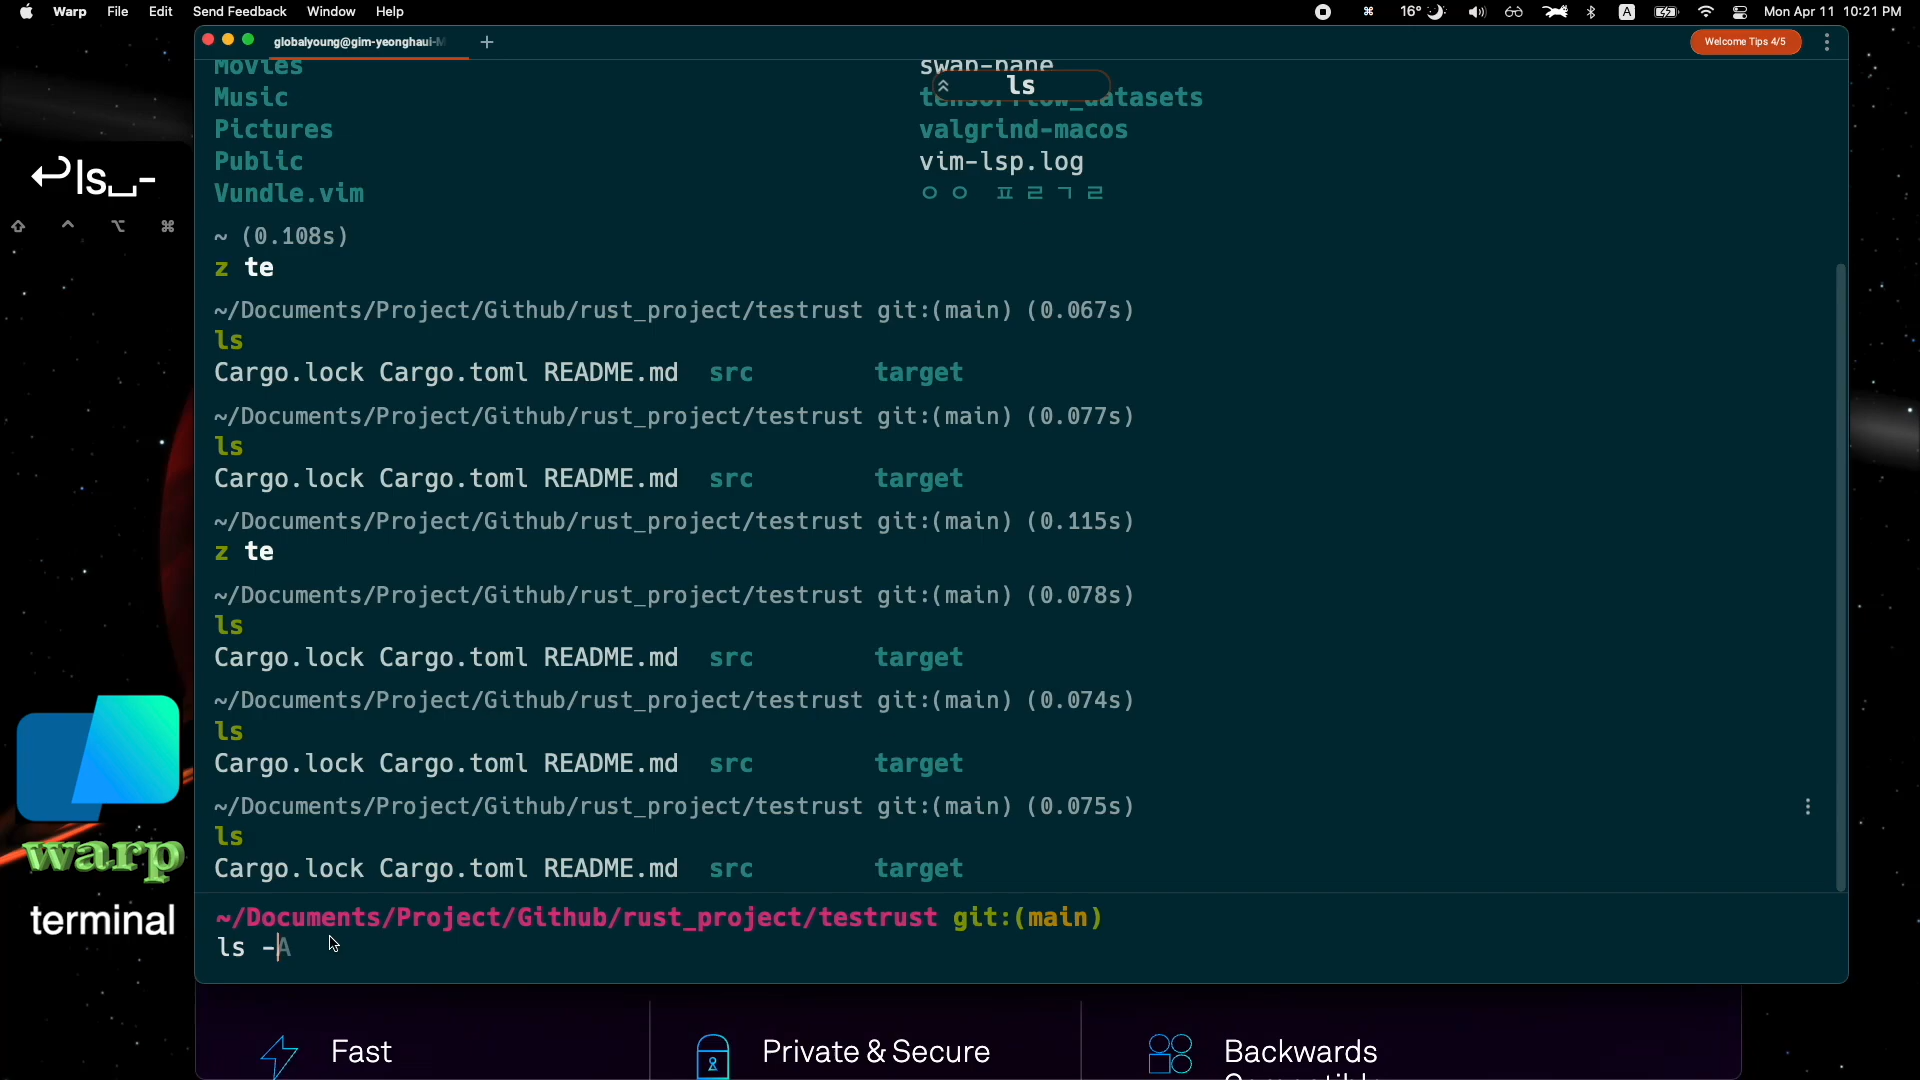 Warp File Edit Send Feedback Window Help 16° A Mon Apr 11 10:21 PM
globalyoung@gim-yeonghaui-M + Welcome Tips 4/5
Movies swap-pane
ls
Music tensorflow_datasets
Pictures valgrind-macos
Public vim-lsp.log
Vundle.vim ㅇㅇ ㅍㄹㄱㄹ
↩ls␣-
⇧ ⌃ ⌥ ⌘
~ (0.108s)
z te
~/Documents/Project/Github/rust_project/testrust git:(main) (0.067s)
ls
Cargo.lock Cargo.toml README.md src target
~/Documents/Project/Github/rust_project/testrust git:(main) (0.077s)
ls
Cargo.lock Cargo.toml README.md src target
~/Documents/Project/Github/rust_project/testrust git:(main) (0.115s)
z te
~/Documents/Project/Github/rust_project/testrust git:(main) (0.078s)
ls
Cargo.lock Cargo.toml README.md src target
~/Documents/Project/Github/rust_project/testrust git:(main) (0.074s)
ls
Cargo.lock Cargo.toml README.md src target
~/Documents/Project/Github/rust_project/testrust git:(main) (0.075s)
ls
Cargo.lock Cargo.toml README.md src target
~/Documents/Project/Github/rust_project/testrust git:(main)
ls -A
warp
terminal
Fast Private & Secure Backwards